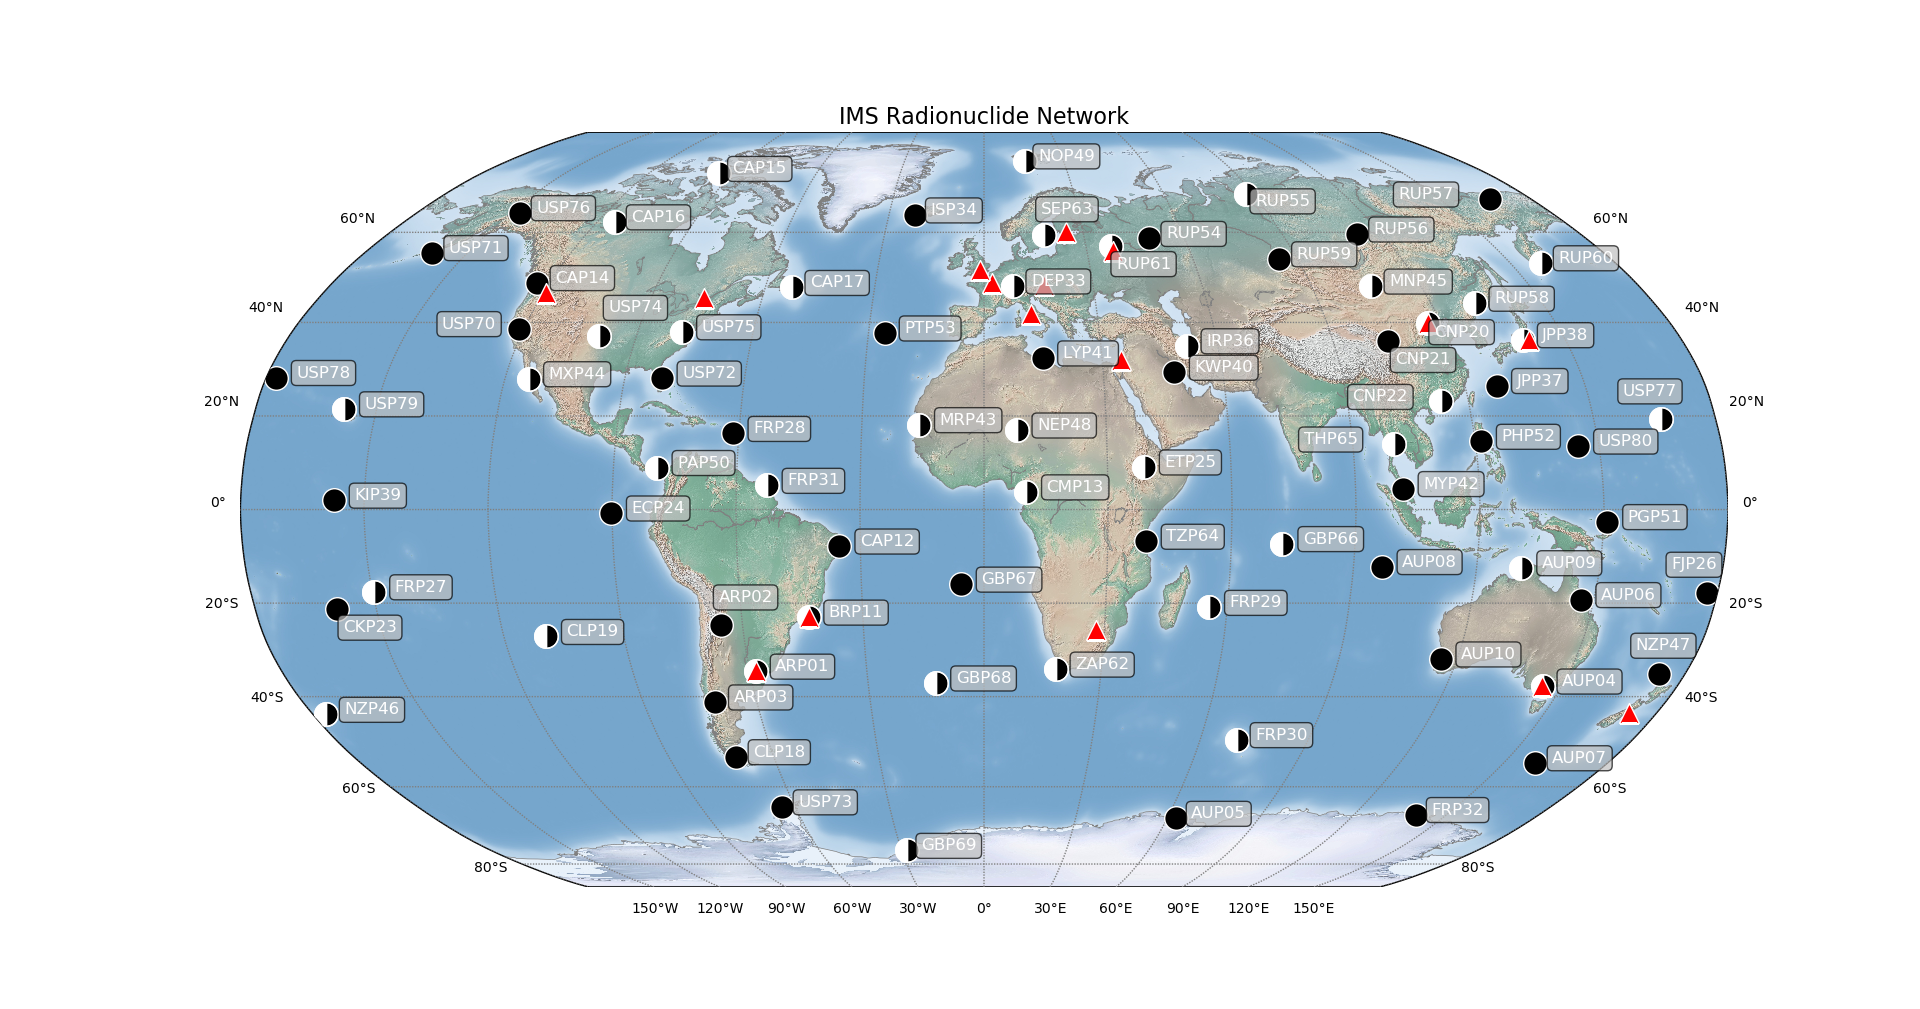 IMS Radionuclide Network
NOP49
CAP15
RUP57
RUP55
USP76
SEP63
ISP34
CAP16
60°N
60°N
RUP56
RUP54
USP71
RUP59
RUP60
RUP61
CAP14
DEP33
MNP45
CAP17
RUP58
40°N
USP74
40°N
USP70
USP75
PTP53
CNP20
JPP38
IRP36
LYP41
CNP21
KWP40
USP78
MXP44
USP72
JPP37
USP77
CNP22
20°N
USP79
20°N
MRP43
NEP48
FRP28
THP65
PHP52
USP80
PAP50
ETP25
FRP31
MYP42
CMP13
KIP39
0°
0°
ECP24
PGP51
TZP64
GBP66
CAP12
AUP08
AUP09
FJP26
GBP67
FRP27
ARP02
AUP06
20°S
FRP29
20°S
BRP11
CKP23
CLP19
NZP47
AUP10
ARP01
ZAP62
GBP68
AUP04
40°S
ARP03
40°S
NZP46
FRP30
CLP18
AUP07
60°S
60°S
USP73
FRP32
AUP05
GBP69
80°S
80°S
150°W 120°W 90°W 60°W 30°W 0° 30°E 60°E 90°E 120°E 150°E